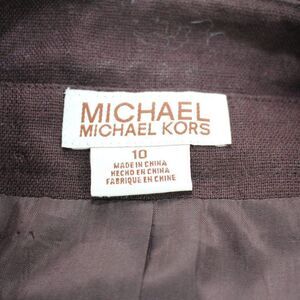 MICHAEL
MICHAEL KORS
10
MADE IN CHINA
HECHO EN CHINA
FABRIQUE EN CHINE